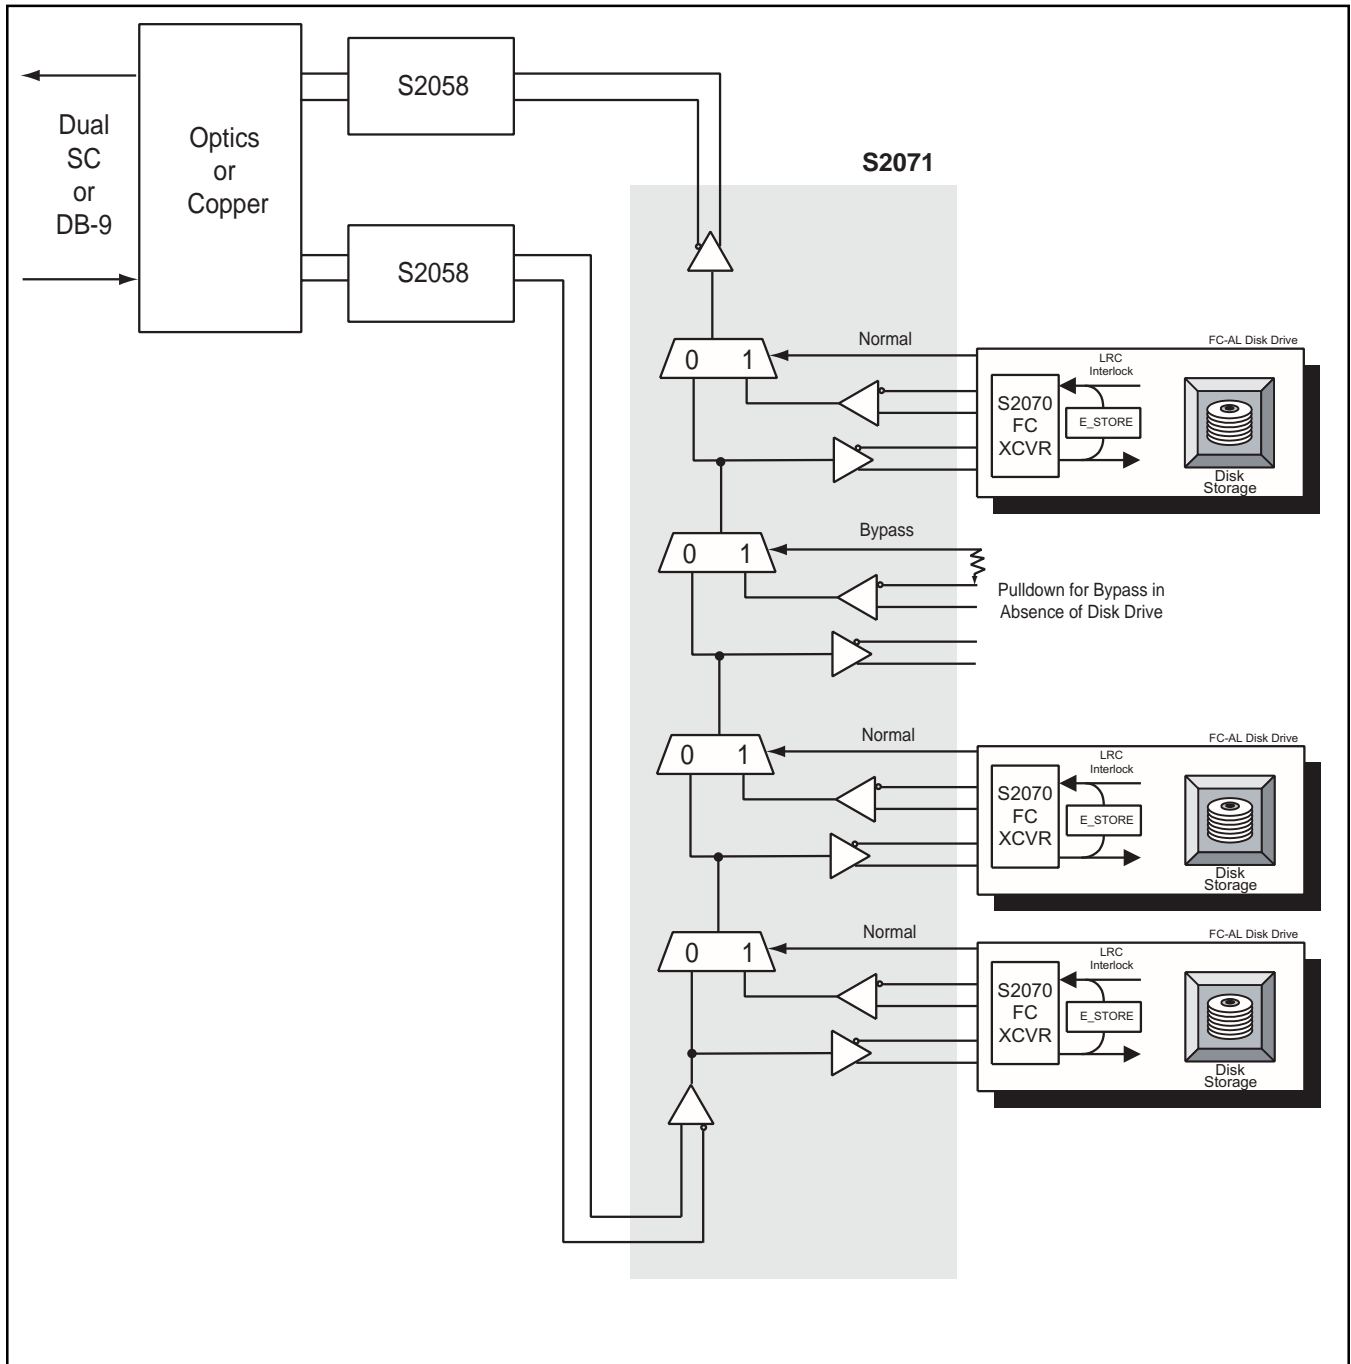 S2058
Dual
SC
or
DB-9
Optics
or
Copper
S2071
S2058
0 1
Normal
FC-AL Disk Drive
LRC
Interlock
S2070
FC
XCVR
E_STORE
Disk
Storage
0 1
Bypass
Pulldown for Bypass in
Absence of Disk Drive
0 1
Normal
FC-AL Disk Drive
LRC
Interlock
S2070
FC
XCVR
E_STORE
Disk
Storage
0 1
Normal
FC-AL Disk Drive
LRC
Interlock
S2070
FC
XCVR
E_STORE
Disk
Storage